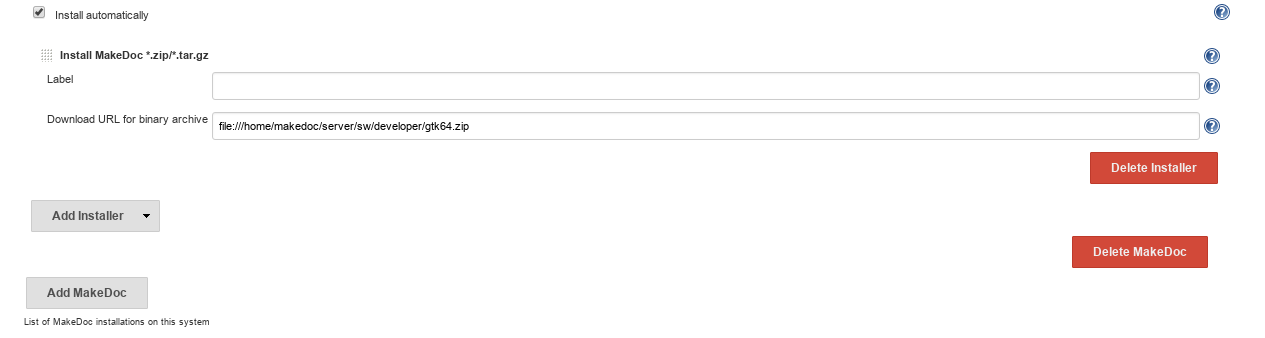 Install automatically
Install MakeDoc *.zip/*.tar.gz
Label
Download URL for binary archive file:///home/makedoc/server/sw/developer/gtk64.zip
Delete Installer
Add Installer
Delete MakeDoc
Add MakeDoc
List of MakeDoc installations on this system